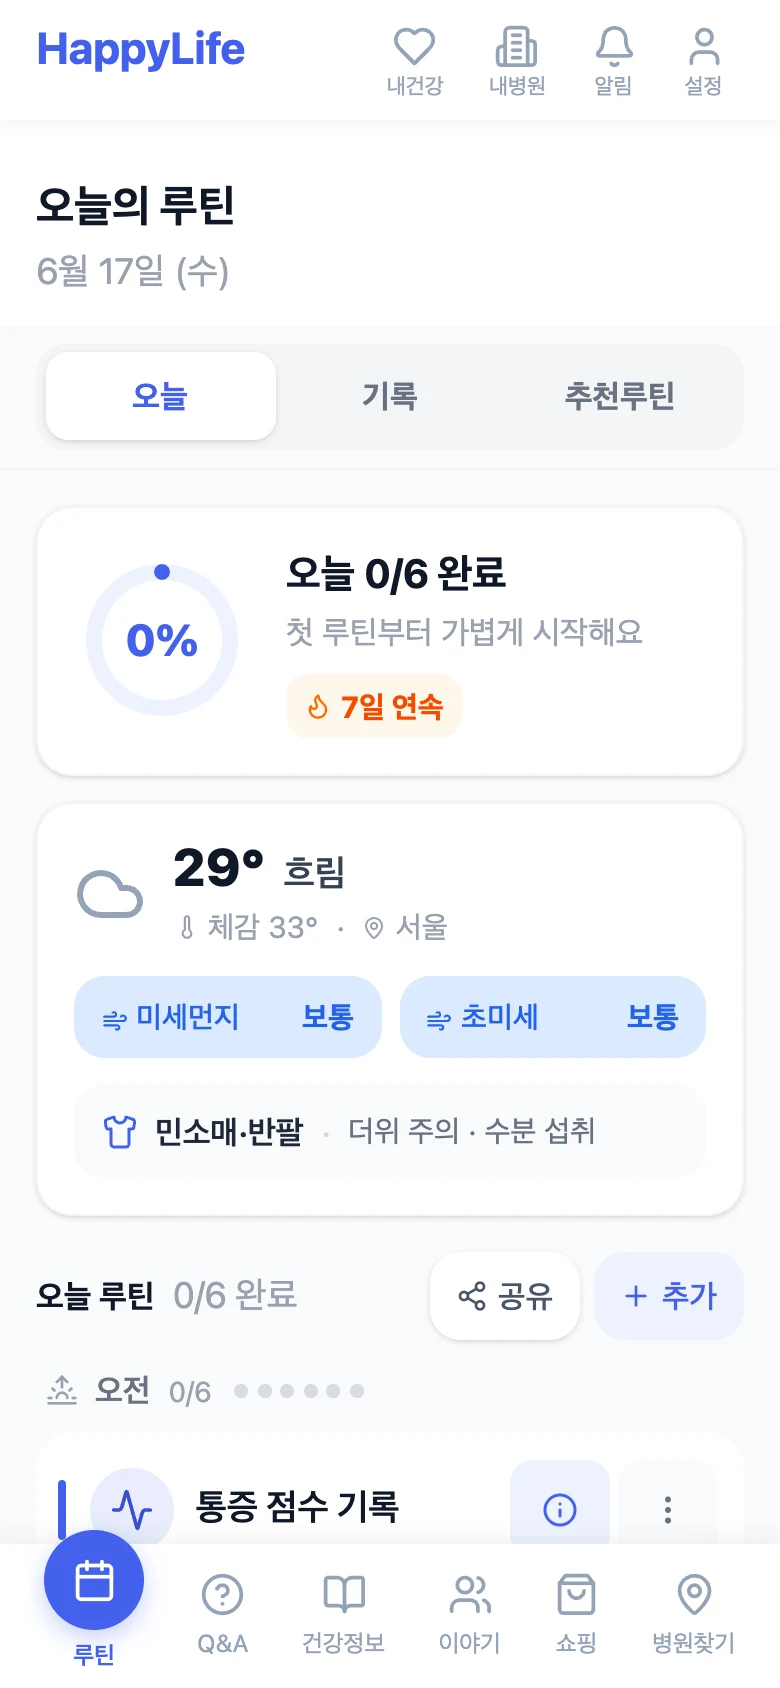 HappyLife
내건강
내병원
알림
설정
오늘의 루틴
6월 17일 (수)
오늘
기록
추천루틴
0%
오늘 0/6 완료
첫 루틴부터 가볍게 시작해요
7일 연속
29° 흐림
체감 33° · 서울
미세먼지 보통
초미세 보통
민소매·반팔 · 더위 주의 · 수분 섭취
오늘 루틴 0/6 완료
공유
+ 추가
오전 0/6
통증 점수 기록
루틴
Q&A
건강정보
이야기
쇼핑
병원찾기